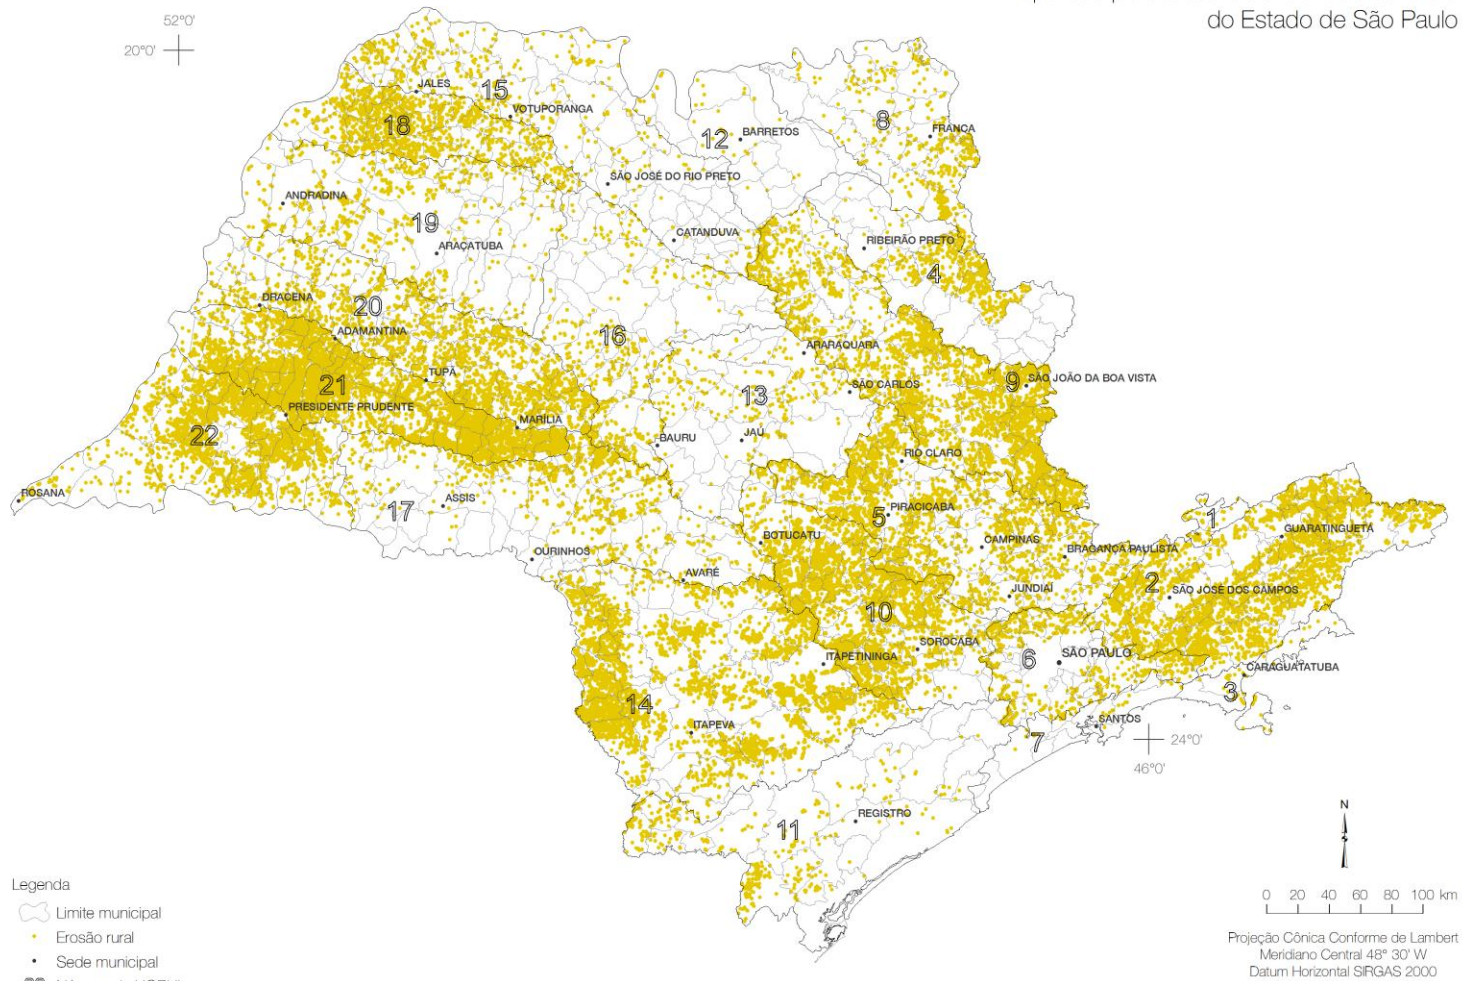 do Estado de São Paulo
52°0'
20°0'
JALES
15
VOTUPORANGA
18
12
BARRETOS
8
FRANCA
SÃO JOSÉ DO RIO PRETO
ANDRADINA
19
ARAÇATUBA
CATANDUVA
RIBEIRÃO PRETO
4
DRACENA
20
ADAMANTINA
16
ARARAQUARA
TUPÃ
21
13
SÃO CARLOS
9
SÃO JOÃO DA BOA VISTA
PRESIDENTE PRUDENTE
22
MARÍLIA
BAURU
JAÚ
RIO CLARO
ROSANA
17
ASSIS
5
PIRACICABA
1
GUARATINGUETÁ
OURINHOS
BOTUCATU
CAMPINAS
BRAGANÇA PAULISTA
AVARÉ
JUNDIAÍ
2
SÃO JOSÉ DOS CAMPOS
10
SOROCABA
ITAPETININGA
6
SÃO PAULO
CARAGUATATUBA
3
14
ITAPEVA
SANTOS
7
24°0'
46°0'
11
REGISTRO
N
Legenda
Limite municipal
Erosão rural
Sede municipal
0 20 40 60 80 100 km
Projeção Cônica Conforme de Lambert
Meridiano Central 48° 30' W
Datum Horizontal SIRGAS 2000